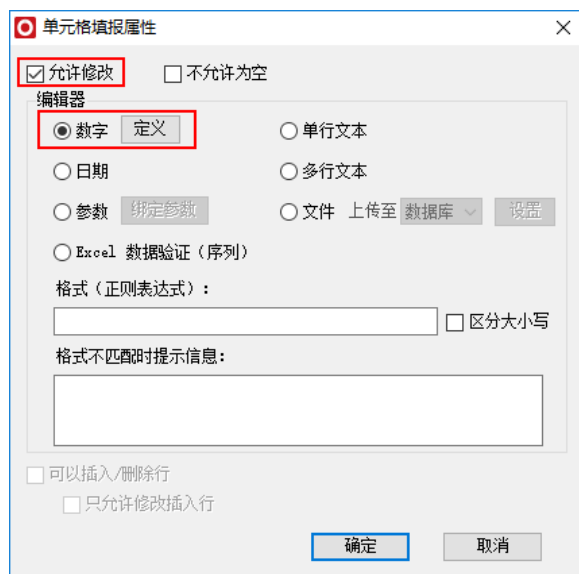 单元格填报属性
允许修改 不允许为空
编辑器
数字 定义 单行文本
日期 多行文本
参数 绑定参数 文件 上传至 数据库 设置
Excel 数据验证（序列）
格式（正则表达式）:
区分大小写
格式不匹配时提示信息:
可以插入/删除行
只允许修改插入行
确定 取消